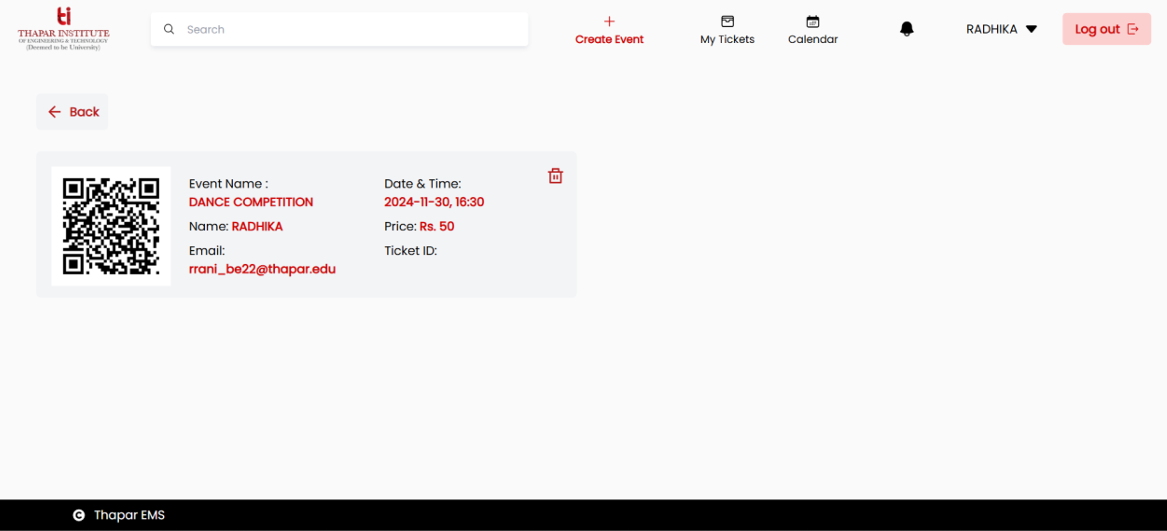 ti
THAPAR INSTITUTE
OF ENGINEERING & TECHNOLOGY
(Deemed to be University)
Search
Create Event
My Tickets
Calendar
RADHIKA
Log out
Back
Event Name :
DANCE COMPETITION
Name: RADHIKA
Email:
rrani_be22@thapar.edu
Date & Time:
2024-11-30, 16:30
Price: Rs. 50
Ticket ID:
Thapar EMS